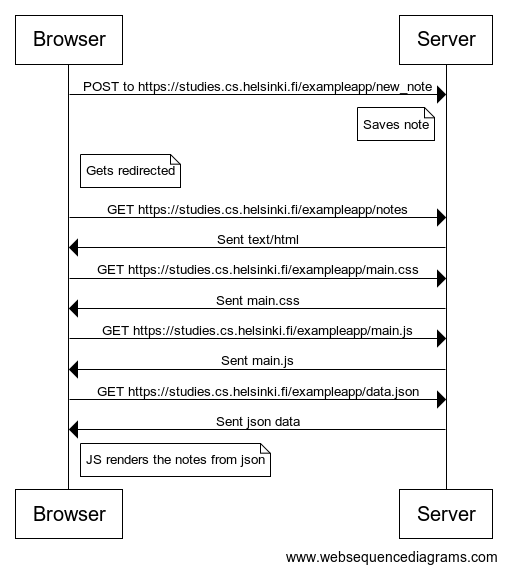 Browser
Server
POST to https://studies.cs.helsinki.fi/exampleapp/new_note
Saves note
Gets redirected
GET https://studies.cs.helsinki.fi/exampleapp/notes
Sent text/html
GET https://studies.cs.helsinki.fi/exampleapp/main.css
Sent main.css
GET https://studies.cs.helsinki.fi/exampleapp/main.js
Sent main.js
GET https://studies.cs.helsinki.fi/exampleapp/data.json
Sent json data
JS renders the notes from json
Browser
Server
www.websequencediagrams.com